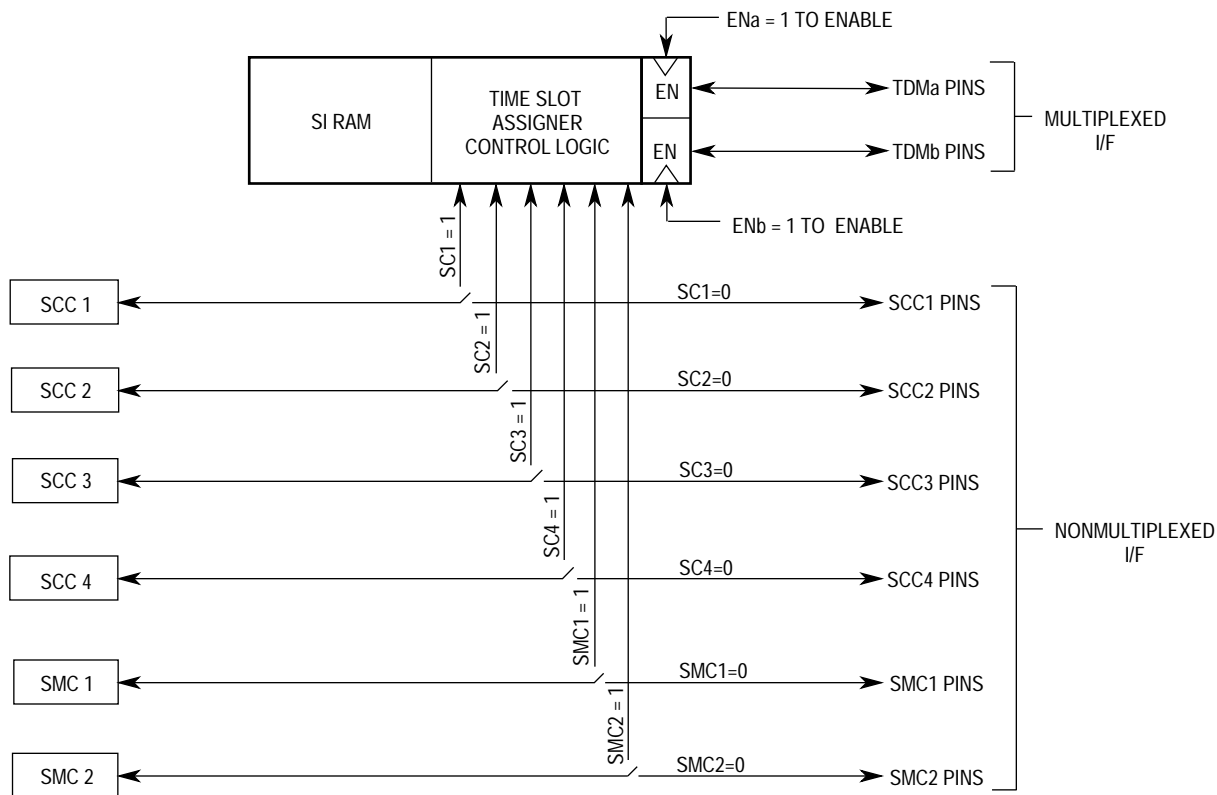 ENa = 1 TO ENABLE
SI RAM
TIME SLOT
ASSIGNER
CONTROL LOGIC
EN
EN
TDMa PINS
TDMb PINS
MULTIPLEXED
I/F
ENb = 1 TO ENABLE
SC1 = 1
SCC 1
SC1=0
SCC1 PINS
SC2 = 1
SCC 2
SC2=0
SCC2 PINS
SC3 = 1
SCC 3
SC3=0
SCC3 PINS
SC4 = 1
NONMULTIPLEXED
I/F
SCC 4
SC4=0
SCC4 PINS
SMC1 = 1
SMC 1
SMC1=0
SMC1 PINS
SMC2 = 1
SMC 2
SMC2=0
SMC2 PINS